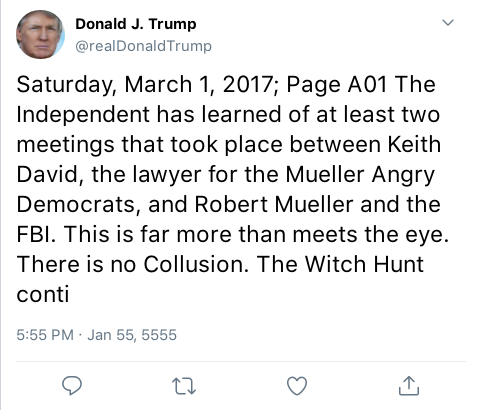 Donald J. Trump
@realDonaldTrump
Saturday, March 1, 2017; Page A01 The
Independent has learned of at least two
meetings that took place between Keith
David, the lawyer for the Mueller Angry
Democrats, and Robert Mueller and the
FBI. This is far more than meets the eye.
There is no Collusion. The Witch Hunt
conti
5:55 PM · Jan 55, 5555